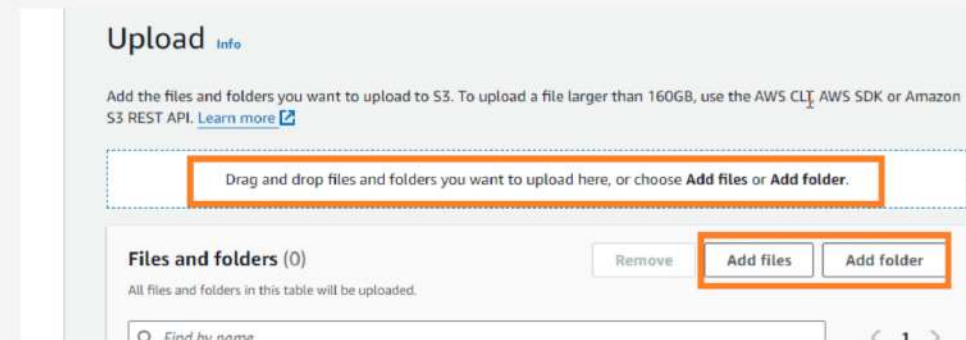 Upload Info
Add the files and folders you want to upload to S3. To upload a file larger than 160GB, use the AWS CLI, AWS SDK or Amazon
S3 REST API. Learn more
Drag and drop files and folders you want to upload here, or choose Add files or Add folder.
Files and folders (0) Remove Add files Add folder
All files and folders in this table will be uploaded.
Find by name
< 1 >